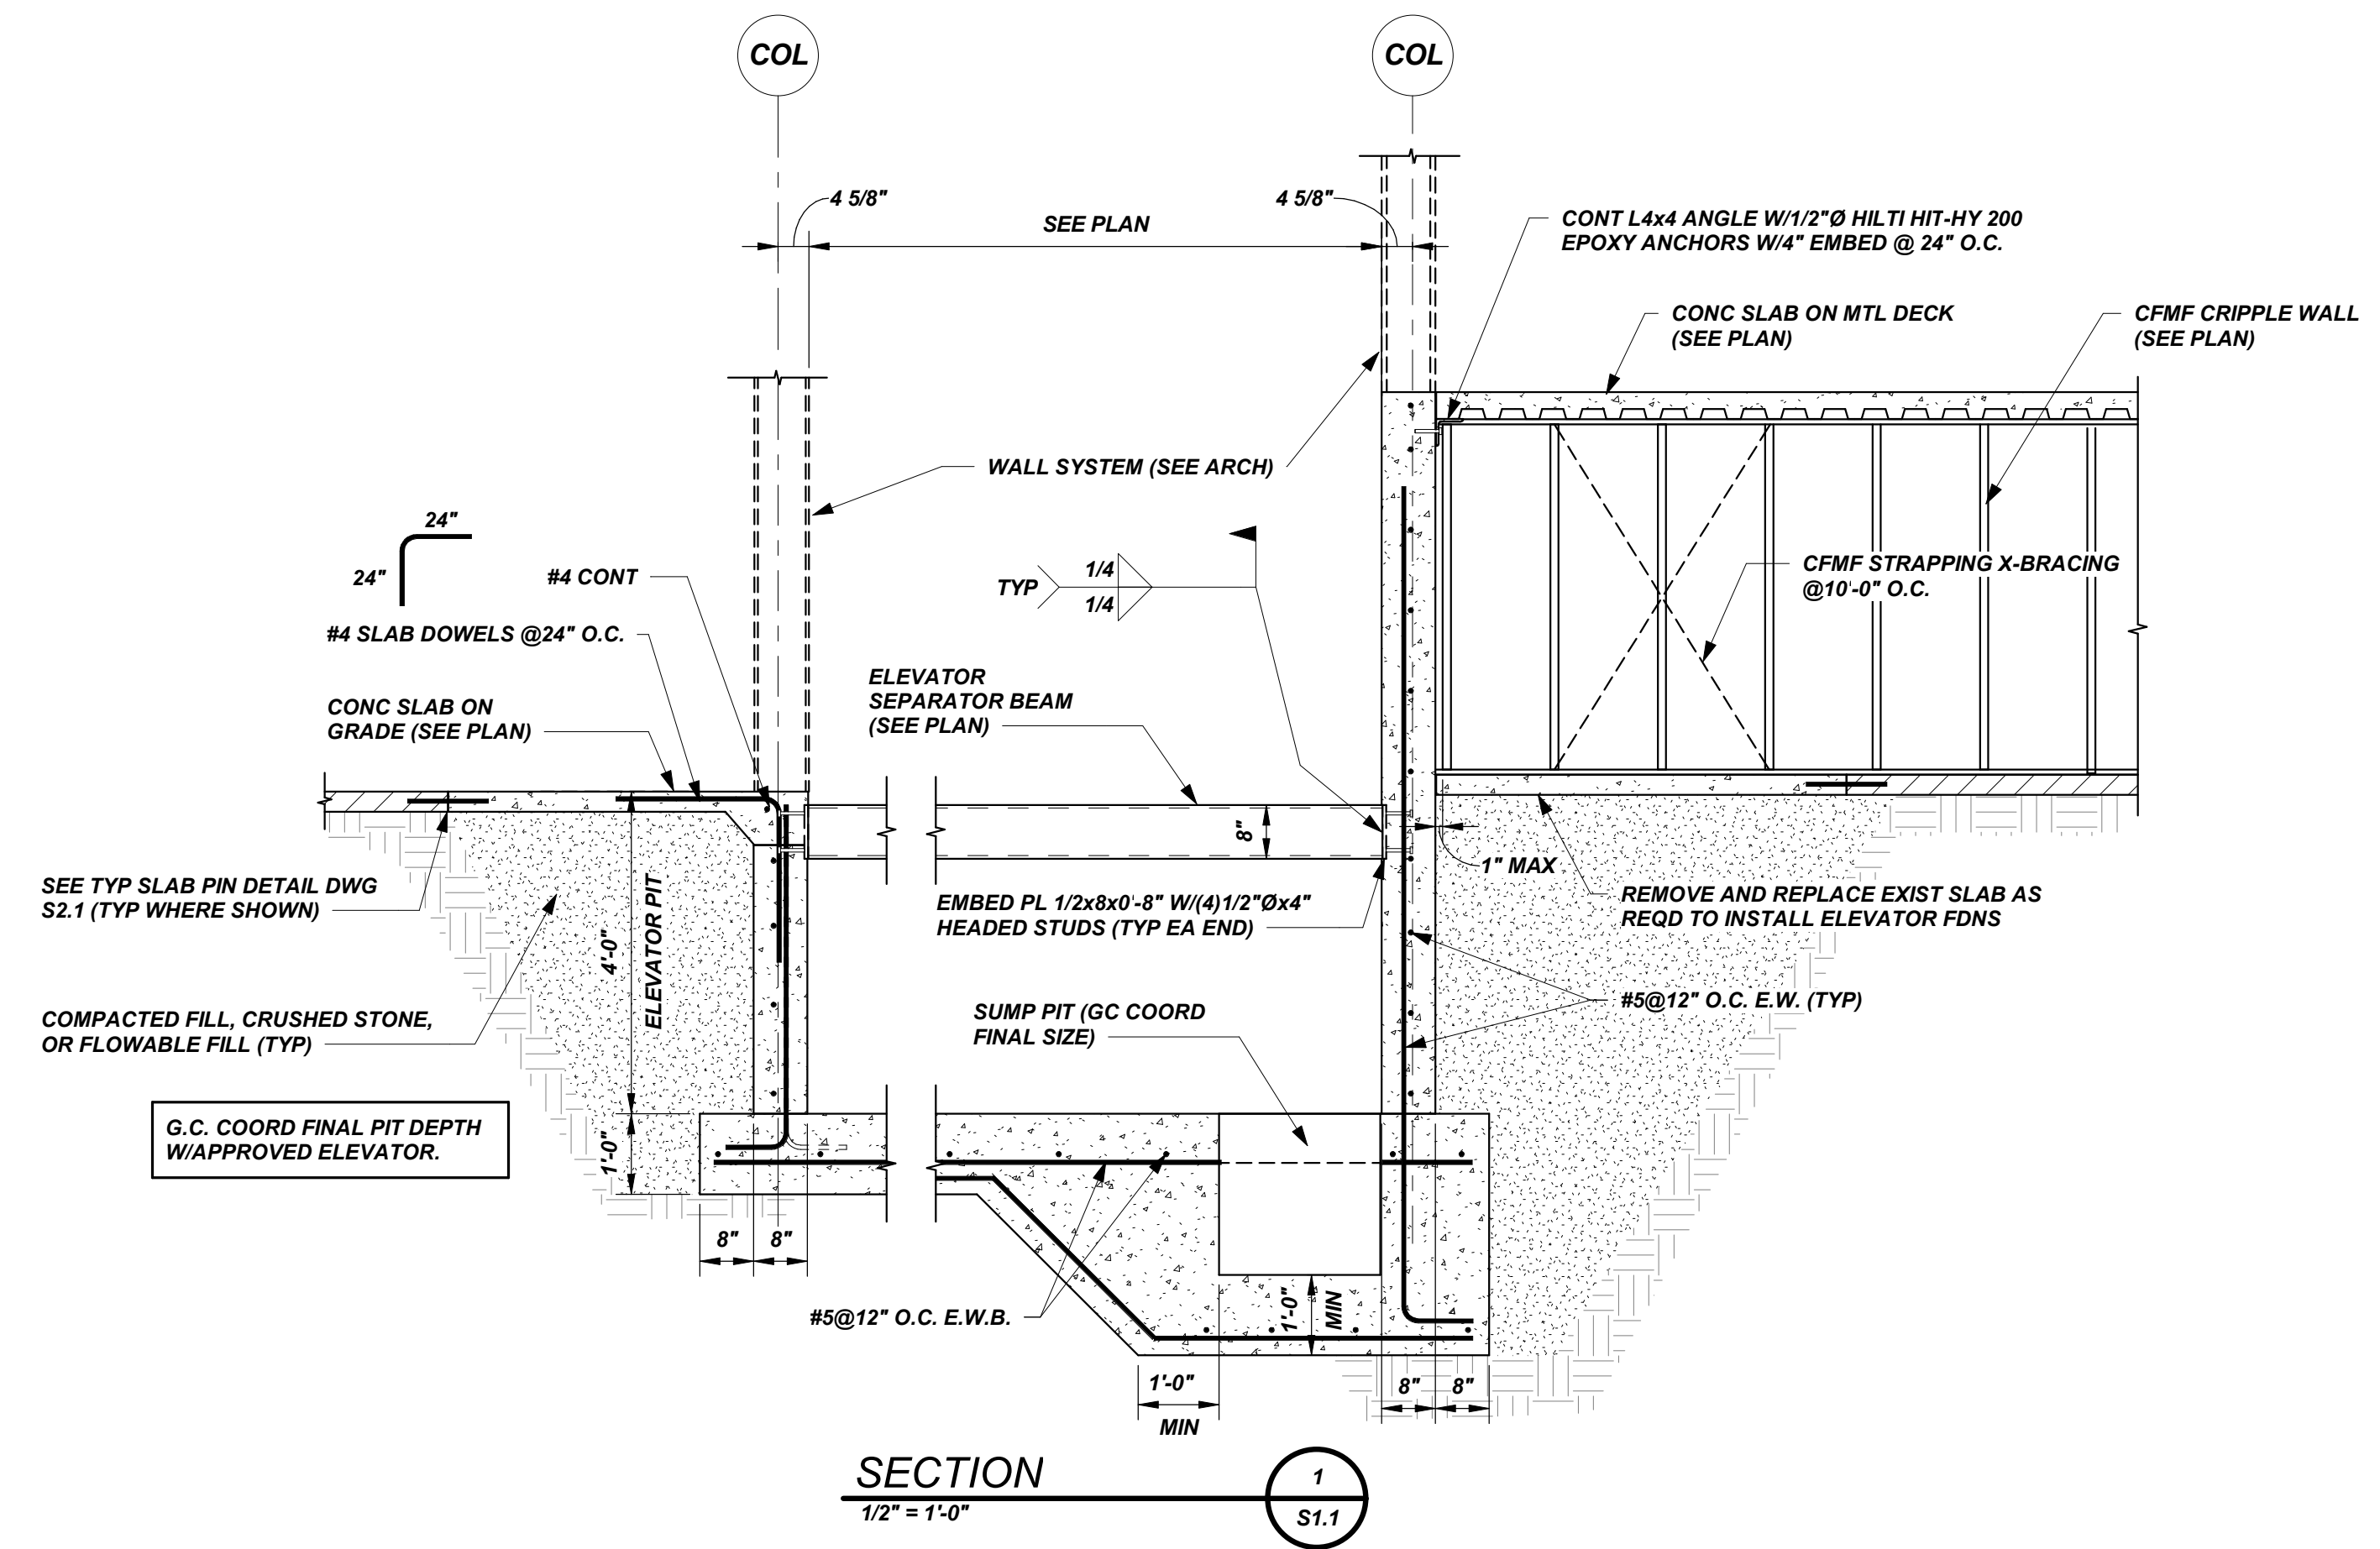 COL
COL
4 5/8"
4 5/8"
SEE PLAN
CONT L4x4 ANGLE W/1/2"Ø HILTI HIT-HY 200
EPOXY ANCHORS W/4" EMBED @ 24" O.C.
CONC SLAB ON MTL DECK
(SEE PLAN)
CFMF CRIPPLE WALL
(SEE PLAN)
WALL SYSTEM (SEE ARCH)
24"
24"
#4 CONT
TYP
1/4
1/4
CFMF STRAPPING X-BRACING
@10'-0" O.C.
#4 SLAB DOWELS @24" O.C.
ELEVATOR
SEPARATOR BEAM
(SEE PLAN)
CONC SLAB ON
GRADE (SEE PLAN)
8"
1" MAX
SEE TYP SLAB PIN DETAIL DWG
S2.1 (TYP WHERE SHOWN)
4'-0"
ELEVATOR PIT
EMBED PL 1/2x8x0'-8" W/(4)1/2"Øx4"
HEADED STUDS (TYP EA END)
REMOVE AND REPLACE EXIST SLAB AS
REQD TO INSTALL ELEVATOR FDNS
COMPACTED FILL, CRUSHED STONE,
OR FLOWABLE FILL (TYP)
SUMP PIT (GC COORD
FINAL SIZE)
#5@12" O.C. E.W. (TYP)
G.C. COORD FINAL PIT DEPTH
W/APPROVED ELEVATOR.
1'-0"
8"
8"
#5@12" O.C. E.W.B.
1'-0"
MIN
1'-0"
MIN
8"
8"
SECTION
1/2" = 1'-0"
1
S1.1